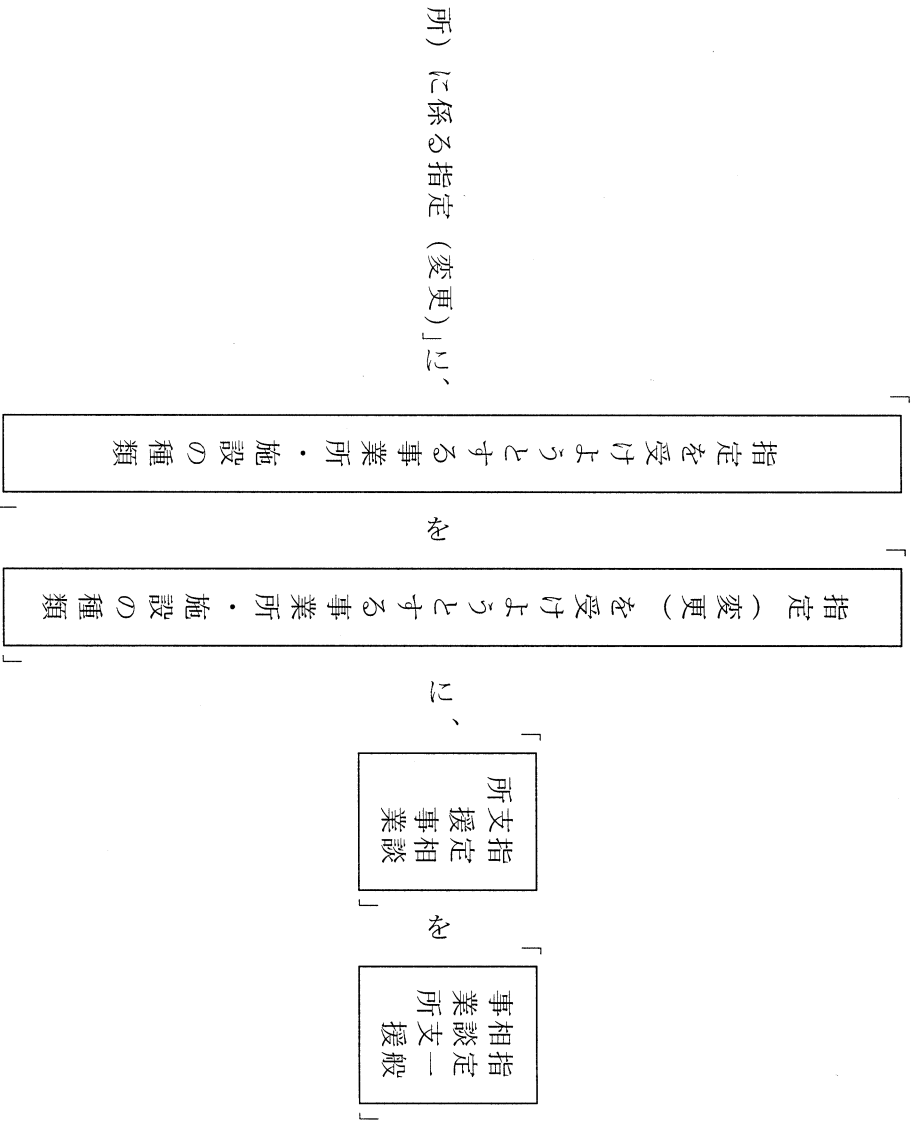 所）に係る指定（変更）」に、
「指定を受けようとする事業所・施設の種類」
を
「指定（変更）を受けようとする事業所・施設の種類」
に、
「指定相談
支援事業
所」
を
「指定一般
相談支援
事業所」